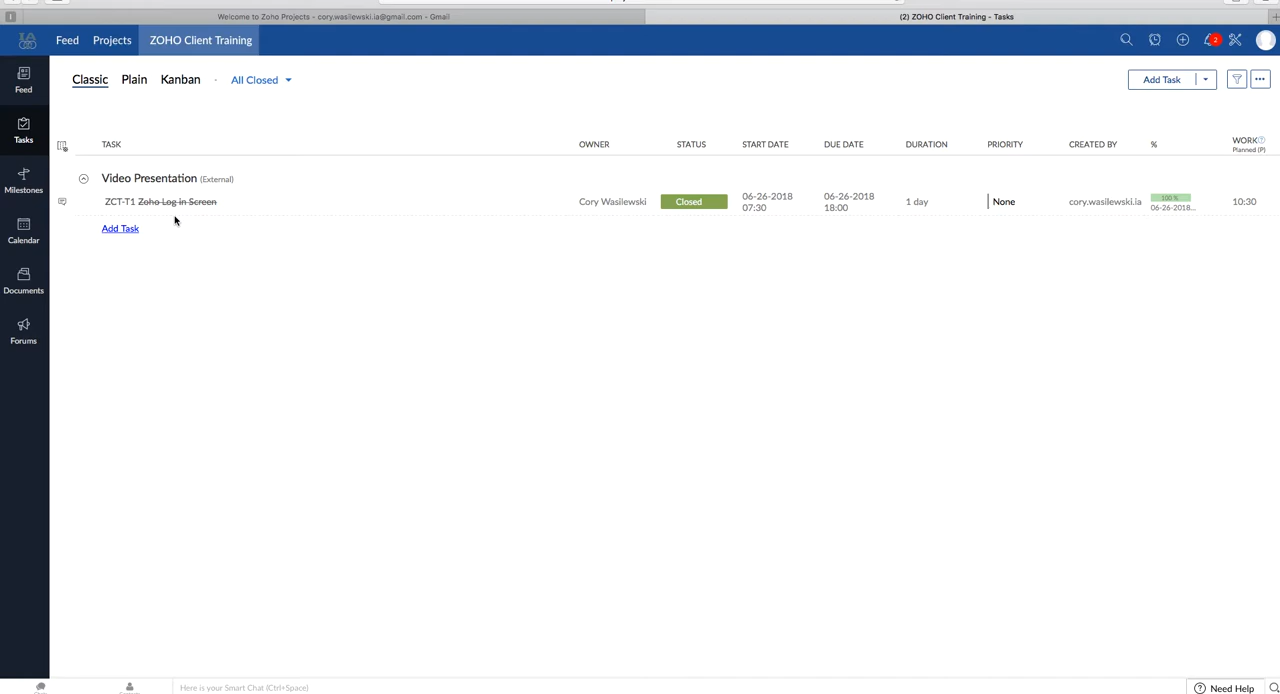 Welcome to Zoho Projects - cory.wasilewski.ia@gmail.com - Gmail
(2) ZOHO Client Training - Tasks
Feed
Projects
ZOHO Client Training
2
Feed
Tasks
Milestones
Calendar
Documents
Forums
Classic
Plain
Kanban
All Closed
Add Task
TASK
OWNER
STATUS
START DATE
DUE DATE
DURATION
PRIORITY
CREATED BY
%
WORK
Planned (P)
Video Presentation (External)
ZCT-T1 Zoho Log in Screen
Cory Wasilewski
Closed
06-26-2018
07:30
06-26-2018
18:00
1 day
None
cory.wasilewski.ia
100 %
06-26-2018...
10:30
Add Task
Here is your Smart Chat (Ctrl+Space)
Need Help